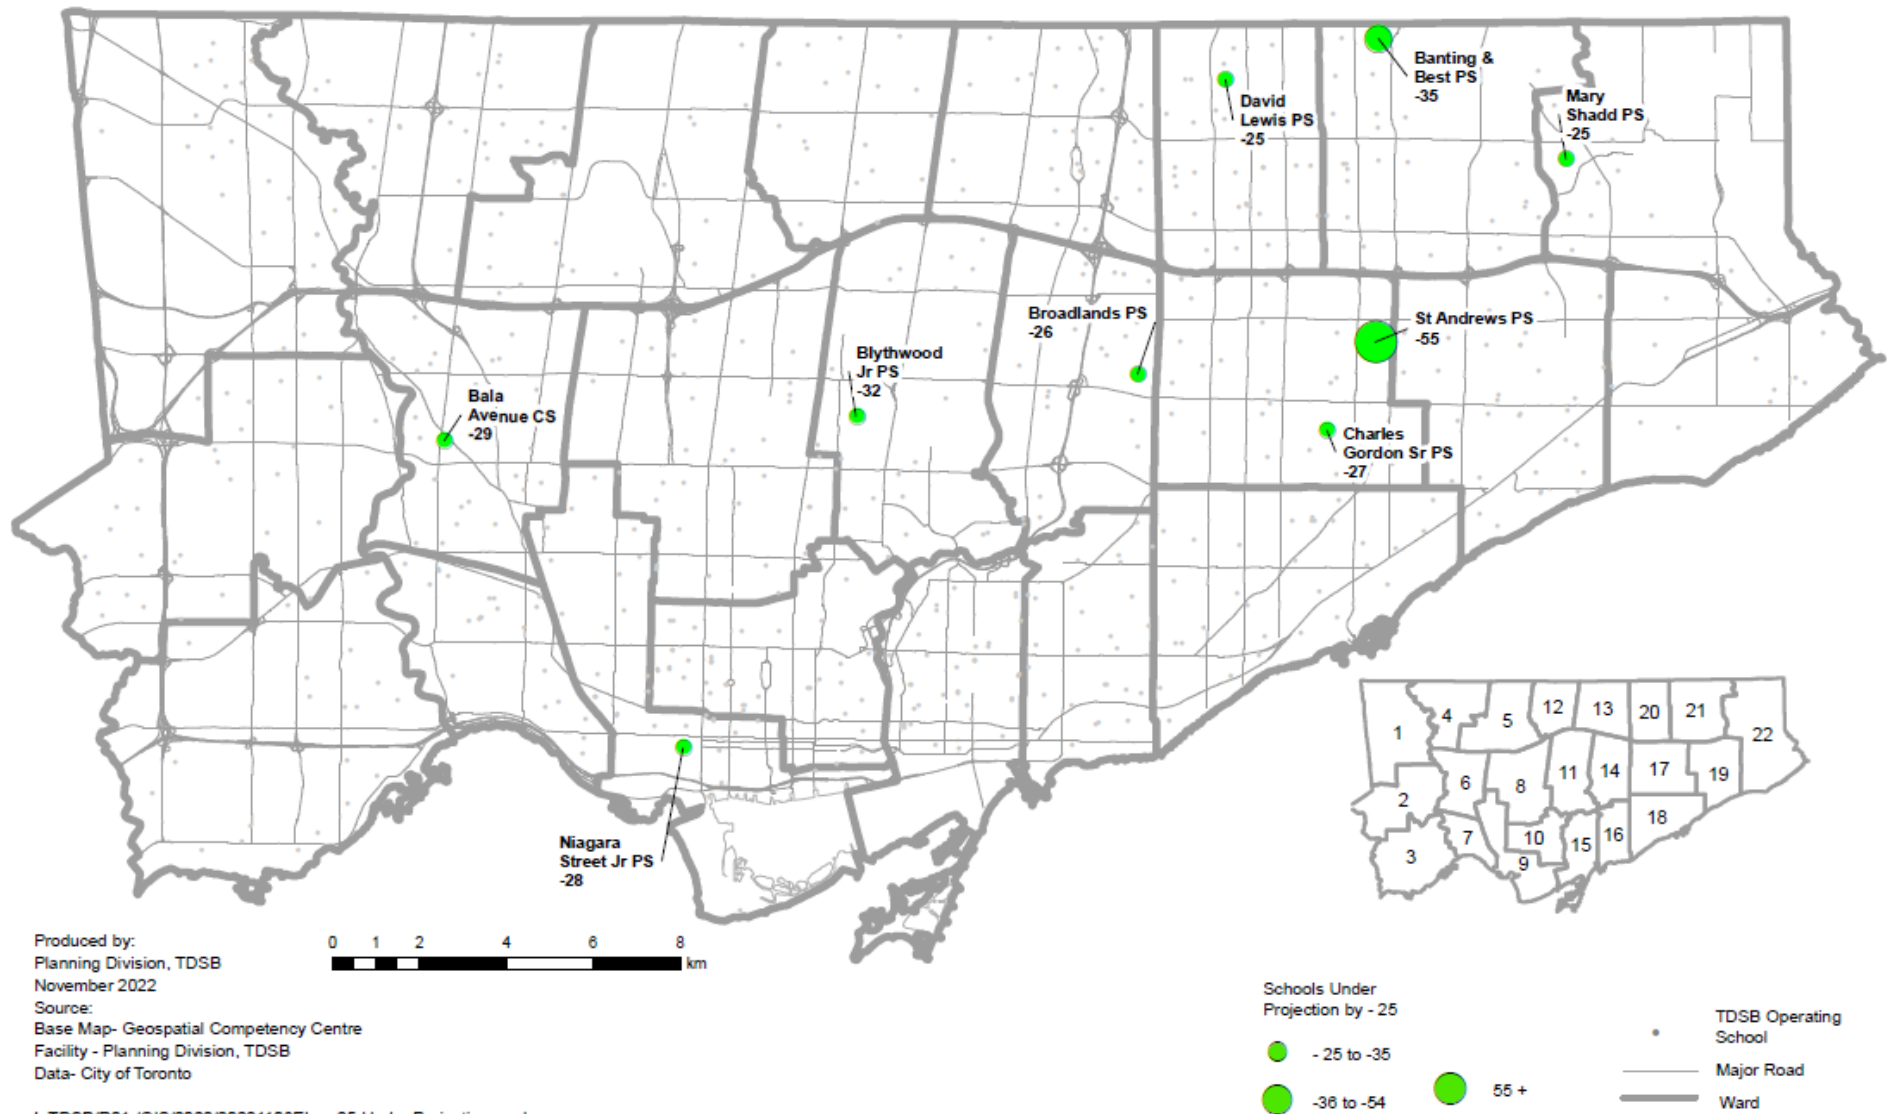 Banting &
Best PS
-35
David
Lewis PS
-25
Mary
Shadd PS
-25
Broadlands PS
-26
St Andrews PS
-55
Blythwood
Jr PS
-32
Bala
Avenue CS
-29
Charles
Gordon Sr PS
-27
Niagara
Street Jr PS
-28
1
4
5
12
13
20
21
22
2
6
8
11
14
17
19
3
7
10
9
15
16
18
Produced by:
Planning Division, TDSB
November 2022
Source:
Base Map- Geospatial Competency Centre
Facility - Planning Division, TDSB
Data- City of Toronto
0 1 2 4 6 8
km
Schools Under
Projection by - 25
- 25 to -35
-36 to -54
55 +
TDSB Operating
School
Major Road
Ward